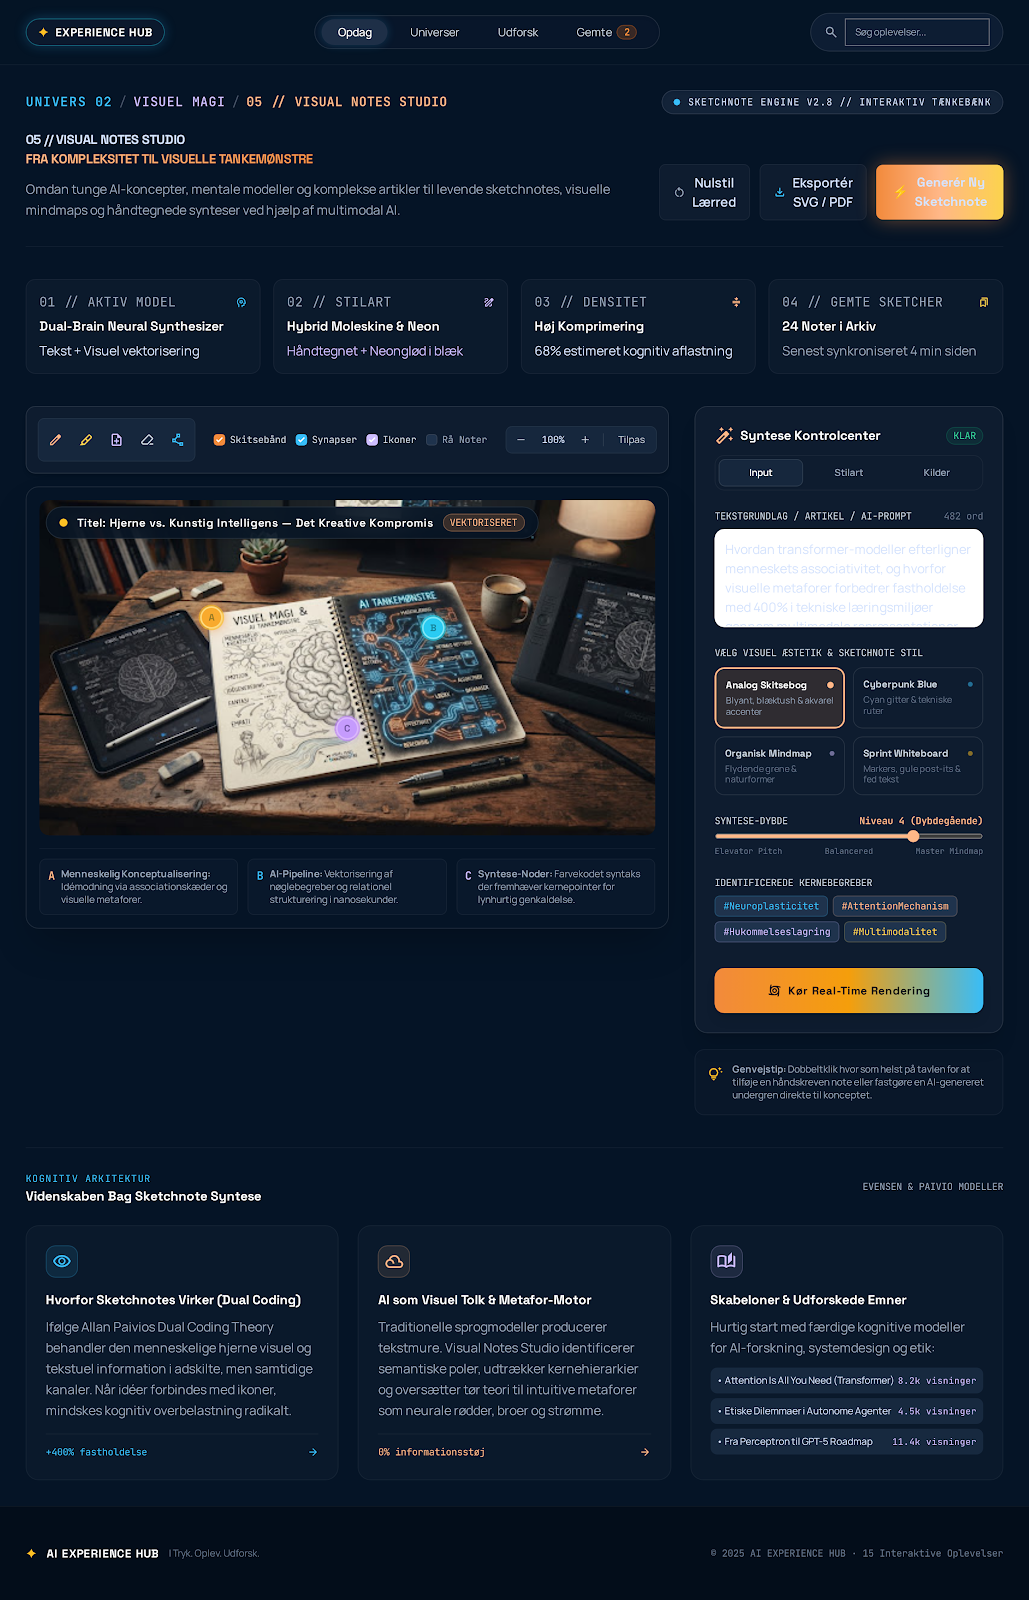 ✦ EXPERIENCE HUB
Opdag
Universer
Udforsk
Gemte 2
Søg oplevelser...
UNIVERS 02 / VISUEL MAGI / 05 // VISUAL NOTES STUDIO
SKETCHNOTE ENGINE V2.8 // INTERAKTIV TÆNKEBÆNK
05 // VISUAL NOTES STUDIO
FRA KOMPLEKSITET TIL VISUELLE TANKEMØNSTRE
Omdan tunge AI-koncepter, mentale modeller og komplekse artikler til levende sketchnotes, visuelle
mindmaps og håndtegnede synteser ved hjælp af multimodal AI.
Nulstil
Lærred
Eksportér
SVG / PDF
Generér Ny
Sketchnote
01 // AKTIV MODEL
Dual-Brain Neural Synthesizer
Tekst + Visuel vektorisering
02 // STILART
Hybrid Moleskine & Neon
Håndtegnet + Neonglød i blæk
03 // DENSITET
Høj Komprimering
68% estimeret kognitiv aflastning
04 // GEMTE SKETCHER
24 Noter i Arkiv
Senest synkroniseret 4 min siden
Skitsebånd
Synapser
Ikoner
Rå Noter
− 100% +
Tilpas
Titel: Hjerne vs. Kunstig Intelligens — Det Kreative Kompromis
VEKTORISERET
VISUEL MAGI &
AI TANKEMØNSTRE
AI TANKEMØNSTRE
A
B
C
A Menneskelig Konceptualisering:
Idémodning via associationskæder og
visuelle metaforer.
B AI-Pipeline: Vektorisering af
nøglebegreber og relationel
strukturering i nanosekunder.
C Syntese-Noder: Farvekodet syntaks
der fremhæver kernepointer for
lynhurtig genkaldelse.
Syntese Kontrolcenter
KLAR
Input
Stilart
Kilder
TEKSTGRUNDLAG / ARTIKEL / AI-PROMPT
482 ord
Hvordan transformer-modeller efterligner
menneskets associativitet, og hvorfor
visuelle metaforer forbedrer fastholdelse
med 400% i tekniske læringsmiljøer
gennem multimodale repræsentationer
VÆLG VISUEL ÆSTETIK & SKETCHNOTE STIL
Analog Skitsebog
Blyant, blæktush & akvarel
accenter
Cyberpunk Blue
Cyan gitter & tekniske
ruter
Organisk Mindmap
Flydende grene &
naturformer
Sprint Whiteboard
Markers, gule post-its &
fed tekst
SYNTESE-DYBDE
Niveau 4 (Dybdegående)
Elevator Pitch
Balancered
Master Mindmap
IDENTIFICEREDE KERNEBEGREBER
#Neuroplasticitet
#AttentionMechanism
#Hukommelseslagring
#Multimodalitet
Kør Real-Time Rendering
Genvejstip: Dobbeltklik hvor som helst på tavlen for at
tilføje en håndskreven note eller fastgøre en AI-genereret
undergren direkte til konceptet.
KOGNITIV ARKITEKTUR
Videnskaben Bag Sketchnote Syntese
EVENSEN & PAIVIO MODELLER
Hvorfor Sketchnotes Virker (Dual Coding)
Ifølge Allan Paivios Dual Coding Theory
behandler den menneskelige hjerne visuel og
tekstuel information i adskilte, men samtidige
kanaler. Når idéer forbindes med ikoner,
mindskes kognitiv overbelastning radikalt.
+400% fastholdelse →
AI som Visuel Tolk & Metafor-Motor
Traditionelle sprogmodeller producerer
tekstmure. Visual Notes Studio identificerer
semantiske poler, udtrækker kernehierarkier
og oversætter tør teori til intuitive metaforer
som neurale rødder, broer og strømme.
0% informationsstøj →
Skabeloner & Udforskede Emner
Hurtig start med færdige kognitive modeller
for AI-forskning, systemdesign og etik:
• Attention Is All You Need (Transformer) 8.2k visninger
• Etiske Dilemmaer i Autonome Agenter 4.5k visninger
• Fra Perceptron til GPT-5 Roadmap 11.4k visninger
✦ AI EXPERIENCE HUB
| Tryk. Oplev. Udforsk.
© 2025 AI EXPERIENCE HUB · 15 Interaktive Oplevelser